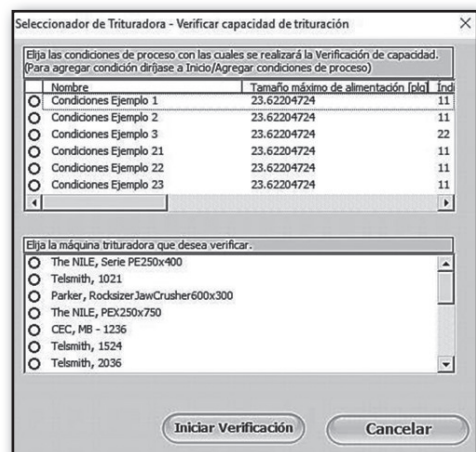 Seleccionador de Trituradora - Verificar capacidad de trituración
Elija las condiciones de proceso con las cuales se realizará la Verificación de capacidad.
(Para agregar condición diríjase a Inicio/Agregar condiciones de proceso)
Nombre Tamaño máximo de alimentación [plg] Índi
Condiciones Ejemplo 1 23.62204724 11
Condiciones Ejemplo 2 23.62204724 11
Condiciones Ejemplo 3 23.62204724 22
Condiciones Ejemplo 21 23.62204724 11
Condiciones Ejemplo 22 23.62204724 11
Condiciones Ejemplo 23 23.62204724 11
Elija la máquina trituradora que desea verificar.
The NILE, Serie PE250x400
Telsmith, 1021
Parker, RocksizerJawCrusher600x300
The NILE, PEX250x750
CEC, MB - 1236
Telsmith, 1524
Telsmith, 2036
Iniciar Verificación Cancelar